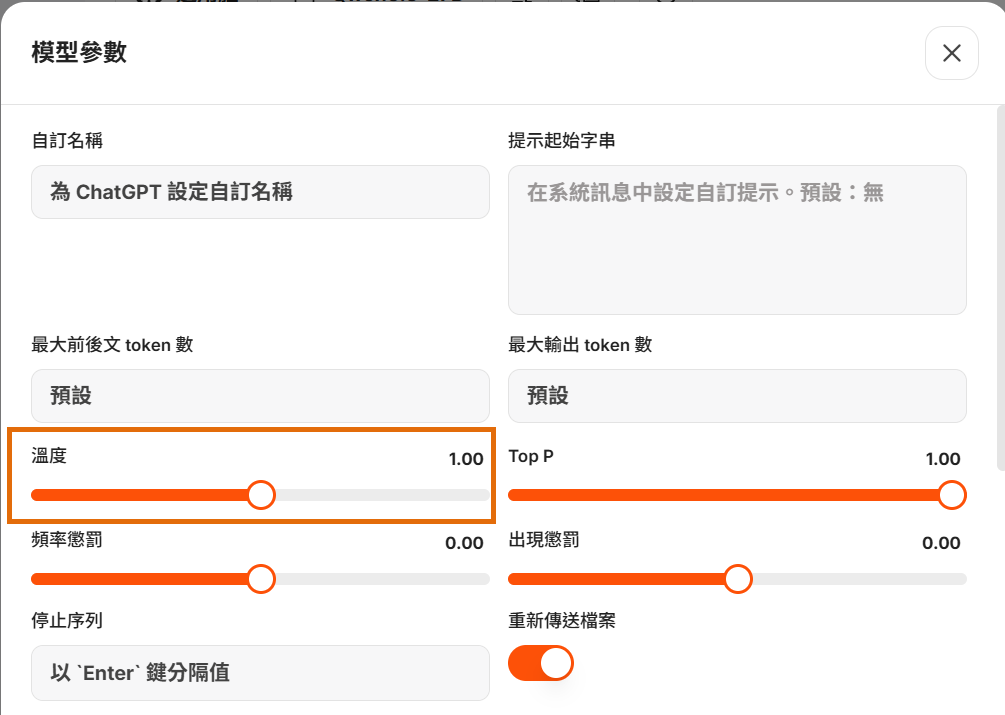 模型參數
自訂名稱
提示起始字串
為 ChatGPT 設定自訂名稱
在系統訊息中設定自訂提示。預設：無
最大前後文 token 數
最大輸出 token 數
預設
預設
溫度
1.00
Top P
1.00
頻率懲罰
0.00
出現懲罰
0.00
停止序列
重新傳送檔案
以 `Enter` 鍵分隔值